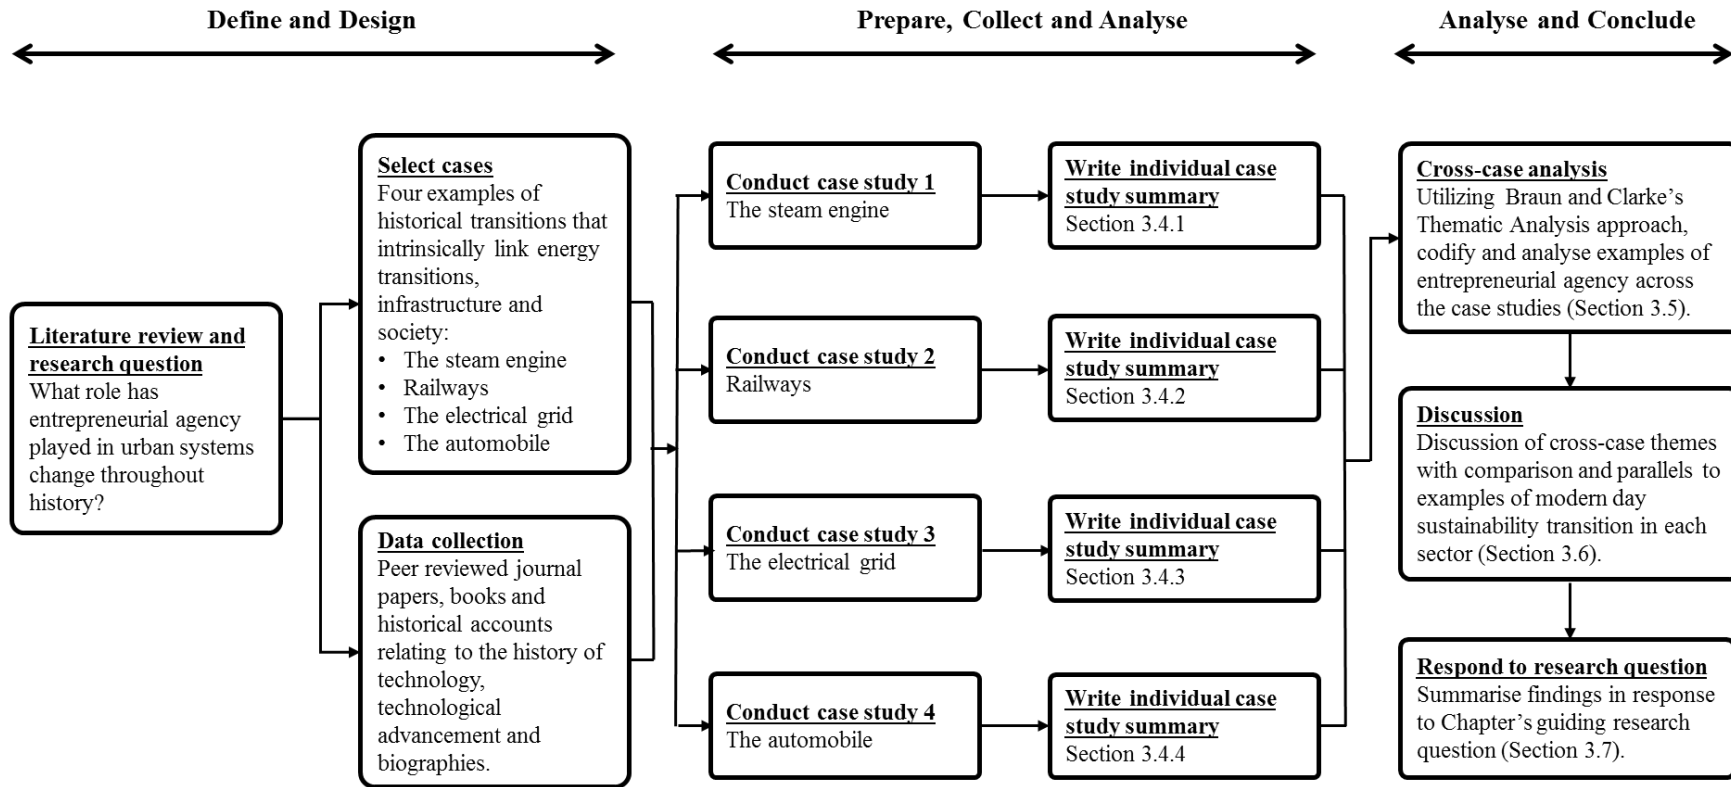 Define and Design
Prepare, Collect and Analyse
Analyse and Conclude
Literature review and
research question
What role has
entrepreneurial agency
played in urban systems
change throughout
history?
Select cases
Four examples of
historical transitions that
intrinsically link energy
transitions,
infrastructure and
society:
• The steam engine
• Railways
• The electrical grid
• The automobile
Data collection
Peer reviewed journal
papers, books and
historical accounts
relating to the history of
technology,
technological
advancement and
biographies.
Conduct case study 1
The steam engine
Write individual case
study summary
Section 3.4.1
Conduct case study 2
Railways
Write individual case
study summary
Section 3.4.2
Conduct case study 3
The electrical grid
Write individual case
study summary
Section 3.4.3
Conduct case study 4
The automobile
Write individual case
study summary
Section 3.4.4
Cross-case analysis
Utilizing Braun and Clarke's
Thematic Analysis approach,
codify and analyse examples of
entrepreneurial agency across
the case studies (Section 3.5).
Discussion
Discussion of cross-case themes
with comparison and parallels to
examples of modern day
sustainability transition in each
sector (Section 3.6).
Respond to research question
Summarise findings in response
to Chapter's guiding research
question (Section 3.7).